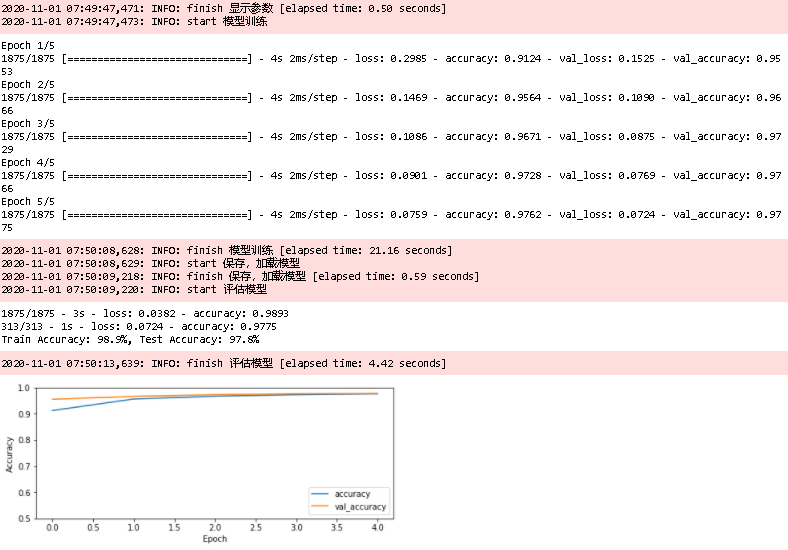 2020-11-01 07:49:47,471: INFO: finish 显示参数 [elapsed time: 0.50 seconds]
2020-11-01 07:49:47,473: INFO: start 模型训练
Epoch 1/5
1875/1875 [==============================] - 4s 2ms/step - loss: 0.2985 - accuracy: 0.9124 - val_loss: 0.1525 - val_accuracy: 0.95
53
Epoch 2/5
1875/1875 [==============================] - 4s 2ms/step - loss: 0.1469 - accuracy: 0.9564 - val_loss: 0.1090 - val_accuracy: 0.96
66
Epoch 3/5
1875/1875 [==============================] - 4s 2ms/step - loss: 0.1086 - accuracy: 0.9671 - val_loss: 0.0875 - val_accuracy: 0.97
29
Epoch 4/5
1875/1875 [==============================] - 4s 2ms/step - loss: 0.0901 - accuracy: 0.9728 - val_loss: 0.0769 - val_accuracy: 0.97
66
Epoch 5/5
1875/1875 [==============================] - 4s 2ms/step - loss: 0.0759 - accuracy: 0.9762 - val_loss: 0.0724 - val_accuracy: 0.97
75
2020-11-01 07:50:08,628: INFO: finish 模型训练 [elapsed time: 21.16 seconds]
2020-11-01 07:50:08,629: INFO: start 保存，加载模型
2020-11-01 07:50:09,218: INFO: finish 保存，加载模型 [elapsed time: 0.59 seconds]
2020-11-01 07:50:09,220: INFO: start 评估模型
1875/1875 - 3s - loss: 0.0382 - accuracy: 0.9893
313/313 - 1s - loss: 0.0724 - accuracy: 0.9775
Train Accuracy: 98.9%, Test Accuracy: 97.8%
2020-11-01 07:50:13,639: INFO: finish 评估模型 [elapsed time: 4.42 seconds]
1.0
0.9
0.8
0.7
0.6
0.5
Accuracy
accuracy
val_accuracy
0.0 0.5 1.0 1.5 2.0 2.5 3.0 3.5 4.0
Epoch